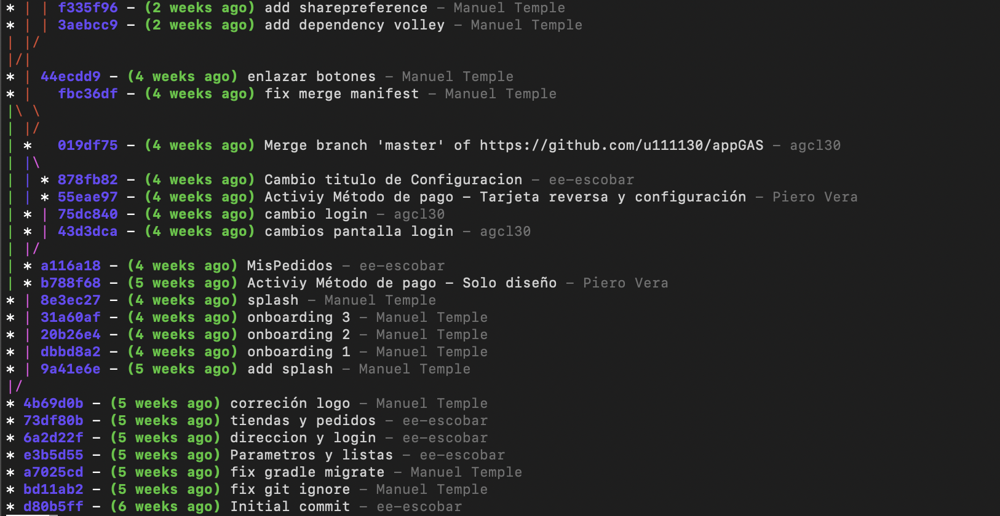 * | | f335f96 - (2 weeks ago) add sharepreference - Manuel Temple
* | | 3aebcc9 - (2 weeks ago) add dependency volley - Manuel Temple
| |/
|/|
* | 44ecdd9 - (4 weeks ago) enlazar botones - Manuel Temple
* |   fbc36df - (4 weeks ago) fix merge manifest - Manuel Temple
|\ \
| |/
| *   019df75 - (4 weeks ago) Merge branch 'master' of https://github.com/u111130/appGAS - agcl30
| |\
| | * 878fb82 - (4 weeks ago) Cambio titulo de Configuracion - ee-escobar
| | * 55eae97 - (4 weeks ago) Activiy Método de pago - Tarjeta reversa y configuración - Piero Vera
| * | 75dc840 - (4 weeks ago) cambio login - agcl30
| * | 43d3dca - (4 weeks ago) cambios pantalla login - agcl30
| |/
| * a116a18 - (4 weeks ago) MisPedidos - ee-escobar
| * b788f68 - (5 weeks ago) Activiy Método de pago - Solo diseño - Piero Vera
* | 8e3ec27 - (4 weeks ago) splash - Manuel Temple
* | 31a60af - (4 weeks ago) onboarding 3 - Manuel Temple
* | 20b26e4 - (4 weeks ago) onboarding 2 - Manuel Temple
* | dbbd8a2 - (4 weeks ago) onboarding 1 - Manuel Temple
* | 9a41e6e - (5 weeks ago) add splash - Manuel Temple
|/
* 4b69d0b - (5 weeks ago) correción logo - Manuel Temple
* 73df80b - (5 weeks ago) tiendas y pedidos - ee-escobar
* 6a2d22f - (5 weeks ago) direccion y login - ee-escobar
* e3b5d55 - (5 weeks ago) Parametros y listas - ee-escobar
* a7025cd - (5 weeks ago) fix gradle migrate - Manuel Temple
* bd11ab2 - (5 weeks ago) fix git ignore - Manuel Temple
* d80b5ff - (6 weeks ago) Initial commit - ee-escobar